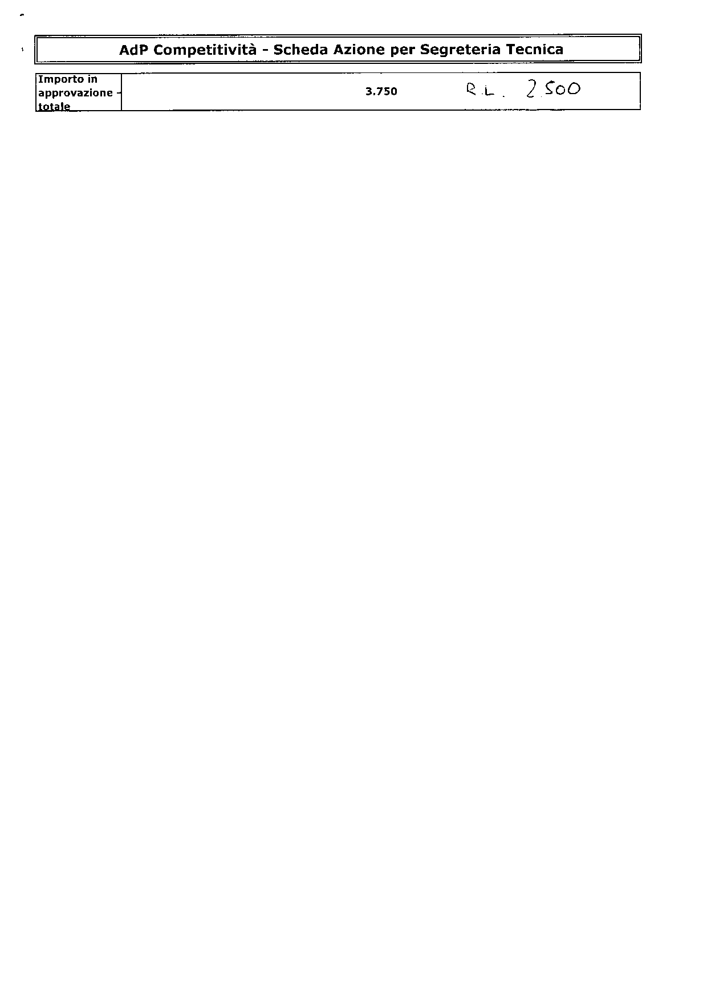 AdP Competitività - Scheda Azione per Segreteria Tecnica
Importo in
approvazione -
totale
3.750 R.L. 2.500